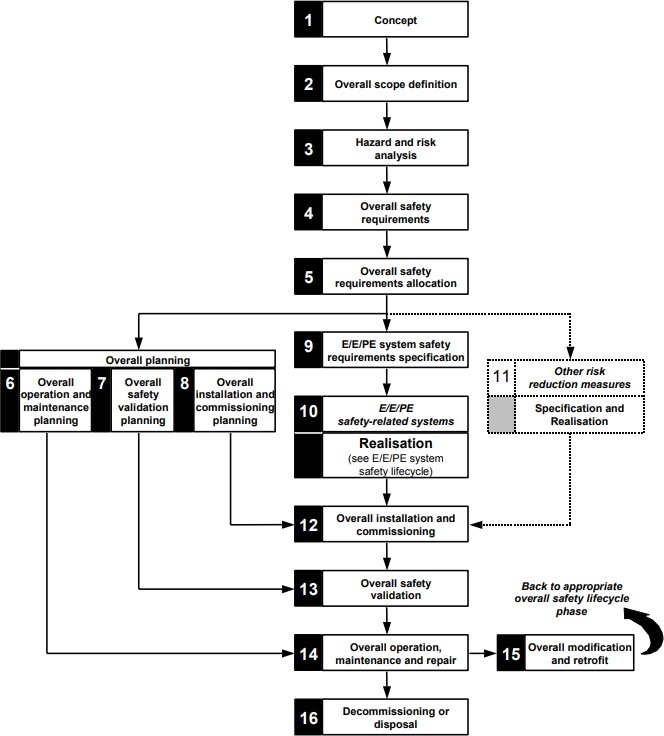 1
Concept
2
Overall scope definition
3
Hazard and risk
analysis
4
Overall safety
requirements
5
Overall safety
requirements allocation
Overall planning
6
Overall
operation and
maintenance
planning
7
Overall
safety
validation
planning
8
Overall
installation and
commissioning
planning
9
E/E/PE system safety
requirements specification
10
E/E/PE
safety-related systems
Realisation
(see E/E/PE system
safety lifecycle)
11
Other risk
reduction measures
Specification and
Realisation
12
Overall installation and
commissioning
13
Overall safety
validation
Back to appropriate
overall safety lifecycle
phase
14
Overall operation,
maintenance and repair
15
Overall modification
and retrofit
16
Decommissioning or
disposal